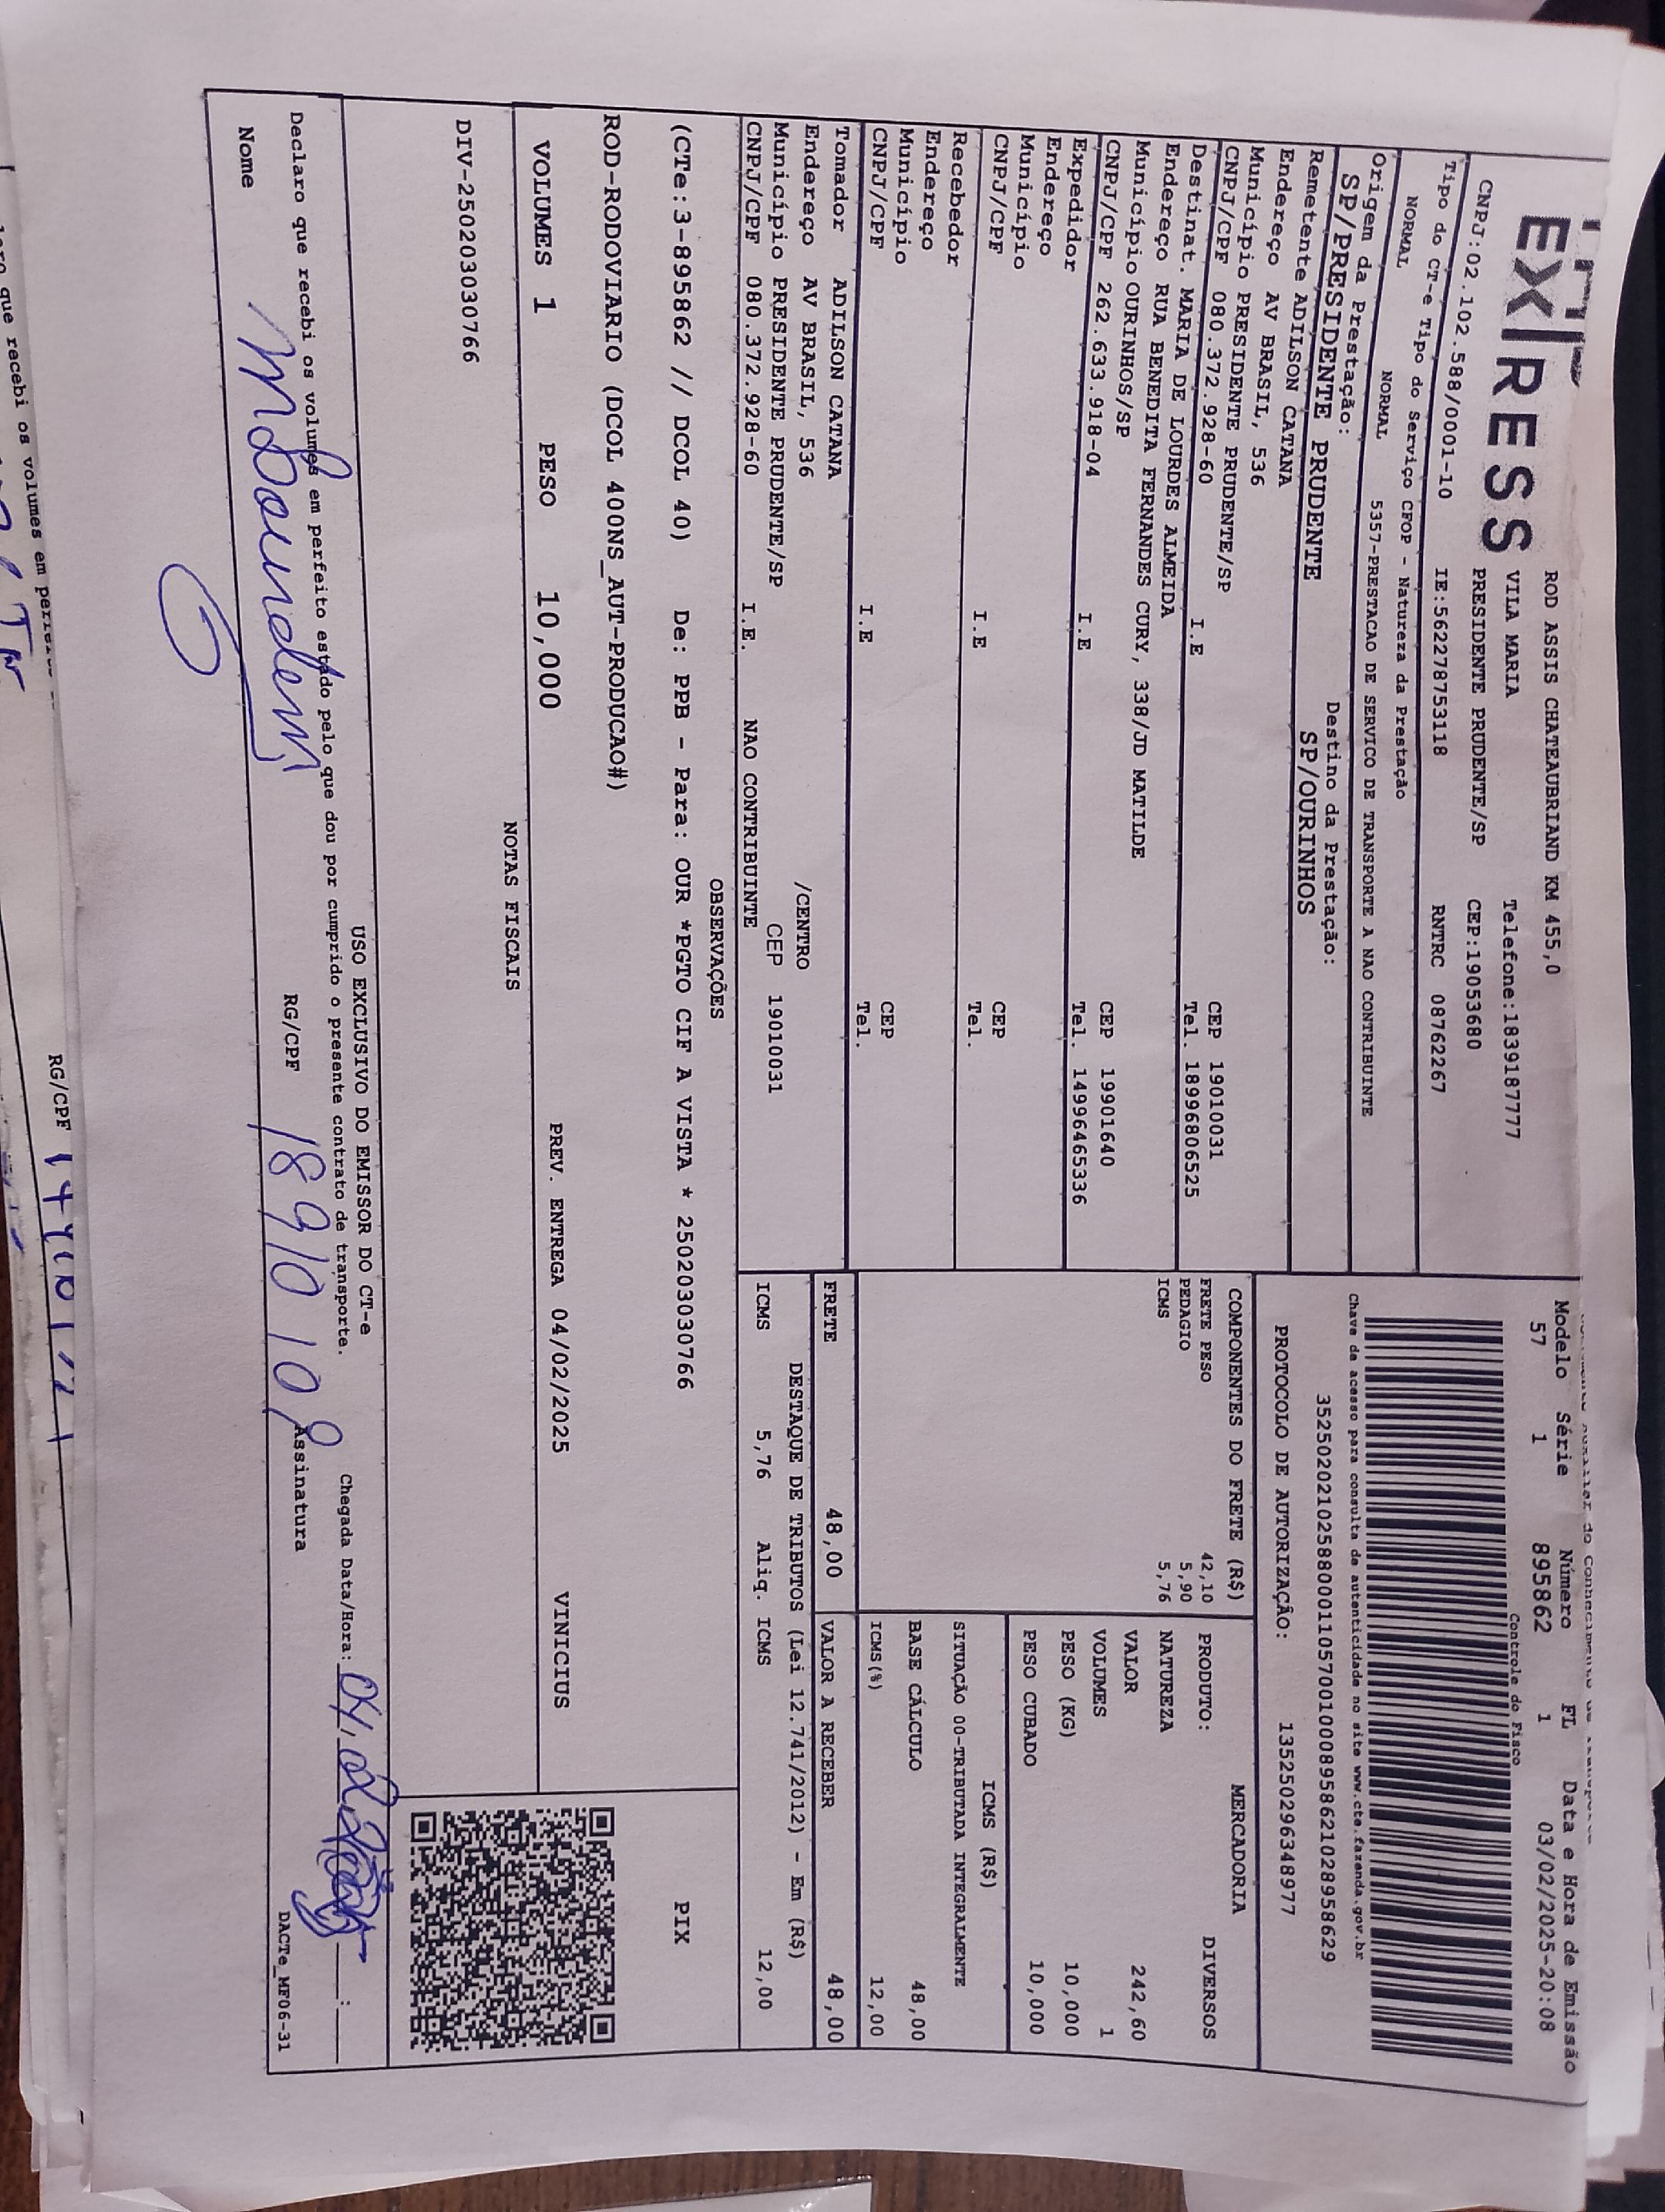 EXPRESS
ROD ASSIS CHATEAUBRIAND KM 455,0
VILA MARIA Telefone:1839187777
PRESIDENTE PRUDENTE/SP CEP:19053680
CNPJ:02.102.588/0001-10 IE:562278753118 RNTRC 08762267
Modelo Série Número FL Data e Hora de Emissão
57 1 895862 1 03/02/2025-20:08
Controle do Fisco
Tipo do CT-e Tipo do Serviço CFOP - Natureza da Prestação
NORMAL NORMAL 5357-PRESTACAO DE SERVICO DE TRANSPORTE A NAO CONTRIBUINTE
Chave de acesso para consulta de autenticidade no site www.cte.fazenda.gov.br
35250202102588000110570010008958621028958629
PROTOCOLO DE AUTORIZAÇÃO: 135250296348977
Origem da Prestação: Destino da Prestação:
SP/PRESIDENTE PRUDENTE SP/OURINHOS
Remetente ADILSON CATANA
Endereço AV BRASIL, 536
Município PRESIDENTE PRUDENTE/SP CEP 19010031
CNPJ/CPF 080.372.928-60 I.E Tel. 18996806525
Destinat. MARIA DE LOURDES ALMEIDA
Endereço RUA BENEDITA FERNANDES CURY, 338/JD MATILDE
Município OURINHOS/SP CEP 19901640
CNPJ/CPF 262.633.918-04 I.E Tel. 14996465336
Expedidor
Endereço
Município CEP
CNPJ/CPF I.E Tel.
Recebedor
Endereço
Município CEP
CNPJ/CPF I.E Tel.
Tomador ADILSON CATANA
Endereço AV BRASIL, 536 /CENTRO
Município PRESIDENTE PRUDENTE/SP CEP 19010031
CNPJ/CPF 080.372.928-60 I.E. NAO CONTRIBUINTE
COMPONENTES DO FRETE (R$)
FRETE PESO 42,10
PEDAGIO 5,90
ICMS 5,76
MERCADORIA
PRODUTO: DIVERSOS
NATUREZA
VALOR 242,60
VOLUMES 1
PESO (KG) 10,000
PESO CUBADO 10,000
ICMS (R$)
SITUAÇÃO 00-TRIBUTADA INTEGRALMENTE
BASE CÁLCULO 48,00
ICMS(%) 12,00
FRETE 48,00 VALOR A RECEBER 48,00
DESTAQUE DE TRIBUTOS (Lei 12.741/2012) - Em (R$)
ICMS 5,76 Aliq. ICMS 12,00
OBSERVAÇÕES
(CTe:3-895862 // DCOL 40) De: PPB - Para: OUR *PGTO CIF A VISTA * 250203030766
ROD-RODOVIARIO (DCOL 400NS_AUT-PRODUCAO#)
PIX
VOLUMES 1 PESO 10,000 PREV. ENTREGA 04/02/2025 VINICIUS
NOTAS FISCAIS
DIV-250203030766
USO EXCLUSIVO DO EMISSOR DO CT-e
Declaro que recebi os volumes em perfeito estado pelo que dou por cumprido o presente contrato de transporte.
Chegada Data/Hora:
Nome RG/CPF Assinatura
DACTe_MF06-31
que recebi os volumes em
RG/CPF